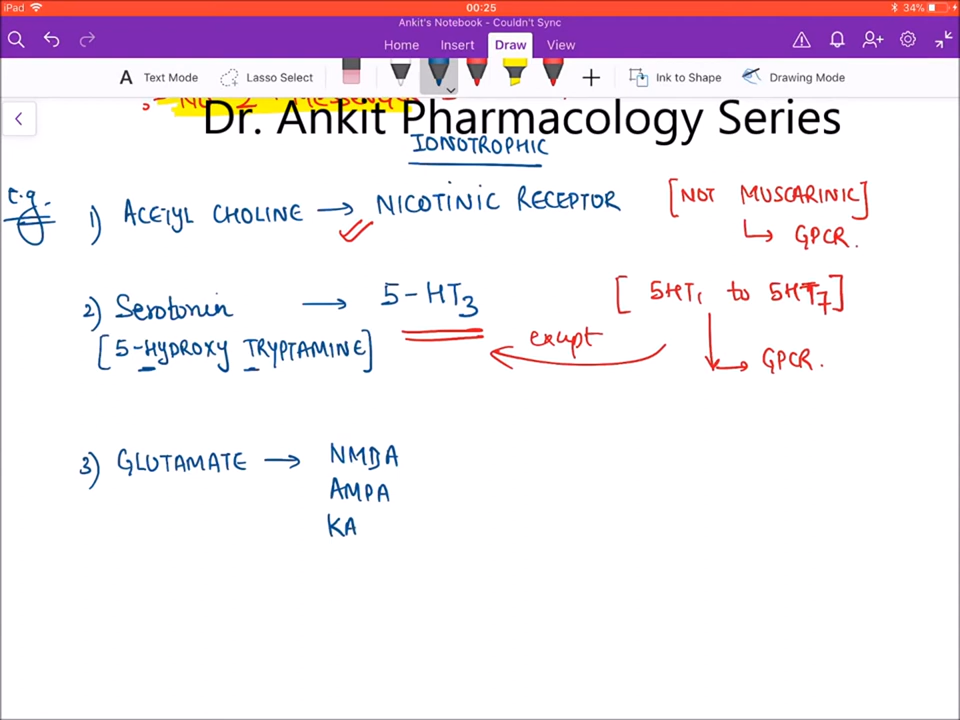 iPad 00:25 34%
Ankit's Notebook - Couldn't Sync
Home Insert Draw View
A Text Mode Lasso Select + Ink to Shape Drawing Mode
Dr. Ankit Pharmacology Series
IONOTROPHIC
e.g.
1) ACETYL CHOLINE → NICOTINIC RECEPTOR [NOT MUSCARINIC]
↳ GPCR.
2) Serotonin → 5-HT3 [5HT1 to 5HT7]
[5-HYDROXY TRYPTAMINE] except → GPCR.
3) GLUTAMATE → NMDA
AMPA
KA